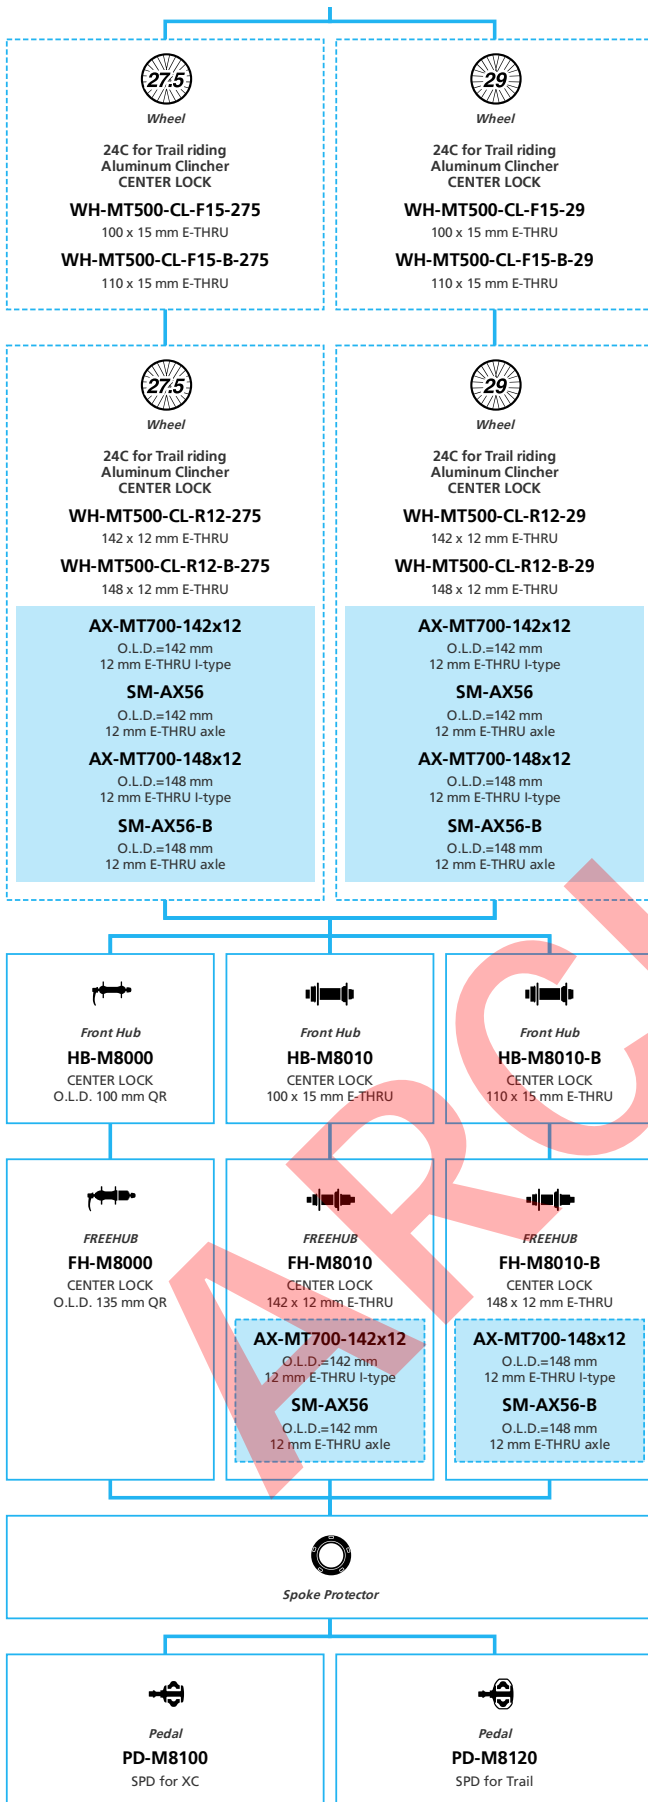 27.5
Wheel
24C for Trail riding
Aluminum Clincher
CENTER LOCK
WH-MT500-CL-F15-275
100 x 15 mm E-THRU
WH-MT500-CL-F15-B-275
110 x 15 mm E-THRU
29
Wheel
24C for Trail riding
Aluminum Clincher
CENTER LOCK
WH-MT500-CL-F15-29
100 x 15 mm E-THRU
WH-MT500-CL-F15-B-29
110 x 15 mm E-THRU
27.5
Wheel
24C for Trail riding
Aluminum Clincher
CENTER LOCK
WH-MT500-CL-R12-275
142 x 12 mm E-THRU
WH-MT500-CL-R12-B-275
148 x 12 mm E-THRU
AX-MT700-142x12
O.L.D.=142 mm
12 mm E-THRU I-type
SM-AX56
O.L.D.=142 mm
12 mm E-THRU axle
AX-MT700-148x12
O.L.D.=148 mm
12 mm E-THRU I-type
SM-AX56-B
O.L.D.=148 mm
12 mm E-THRU axle
29
Wheel
24C for Trail riding
Aluminum Clincher
CENTER LOCK
WH-MT500-CL-R12-29
142 x 12 mm E-THRU
WH-MT500-CL-R12-B-29
148 x 12 mm E-THRU
AX-MT700-142x12
O.L.D.=142 mm
12 mm E-THRU I-type
SM-AX56
O.L.D.=142 mm
12 mm E-THRU axle
AX-MT700-148x12
O.L.D.=148 mm
12 mm E-THRU I-type
SM-AX56-B
O.L.D.=148 mm
12 mm E-THRU axle
Front Hub
HB-M8000
CENTER LOCK
O.L.D. 100 mm QR
Front Hub
HB-M8010
CENTER LOCK
100 x 15 mm E-THRU
Front Hub
HB-M8010-B
CENTER LOCK
110 x 15 mm E-THRU
FREEHUB
FH-M8000
CENTER LOCK
O.L.D. 135 mm QR
FREEHUB
FH-M8010
CENTER LOCK
142 x 12 mm E-THRU
AX-MT700-142x12
O.L.D.=142 mm
12 mm E-THRU I-type
SM-AX56
O.L.D.=142 mm
12 mm E-THRU axle
FREEHUB
FH-M8010-B
CENTER LOCK
148 x 12 mm E-THRU
AX-MT700-148x12
O.L.D.=148 mm
12 mm E-THRU I-type
SM-AX56-B
O.L.D.=148 mm
12 mm E-THRU axle
Spoke Protector
Pedal
PD-M8100
SPD for XC
Pedal
PD-M8120
SPD for Trail